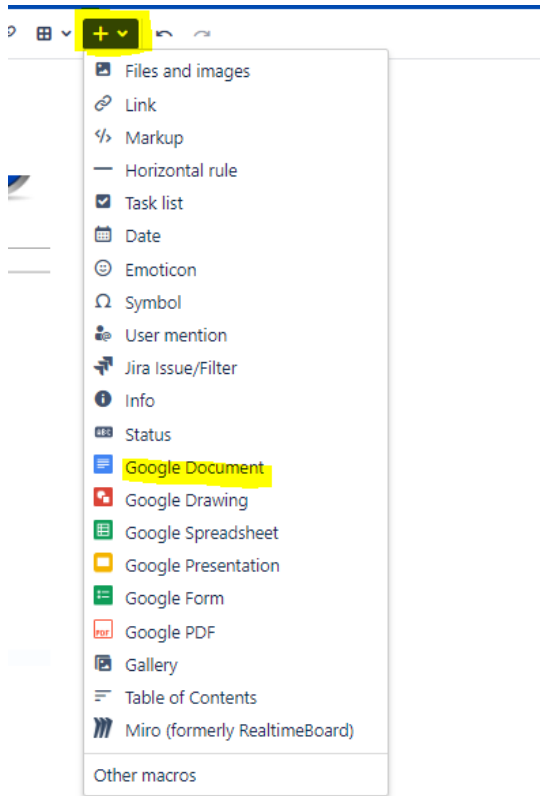 Files and images
Link
Markup
Horizontal rule
Task list
Date
Emoticon
Symbol
User mention
Jira Issue/Filter
Info
ABC Status
Google Document
Google Drawing
Google Spreadsheet
Google Presentation
Google Form
PDF Google PDF
Gallery
Table of Contents
Miro (formerly RealtimeBoard)
Other macros